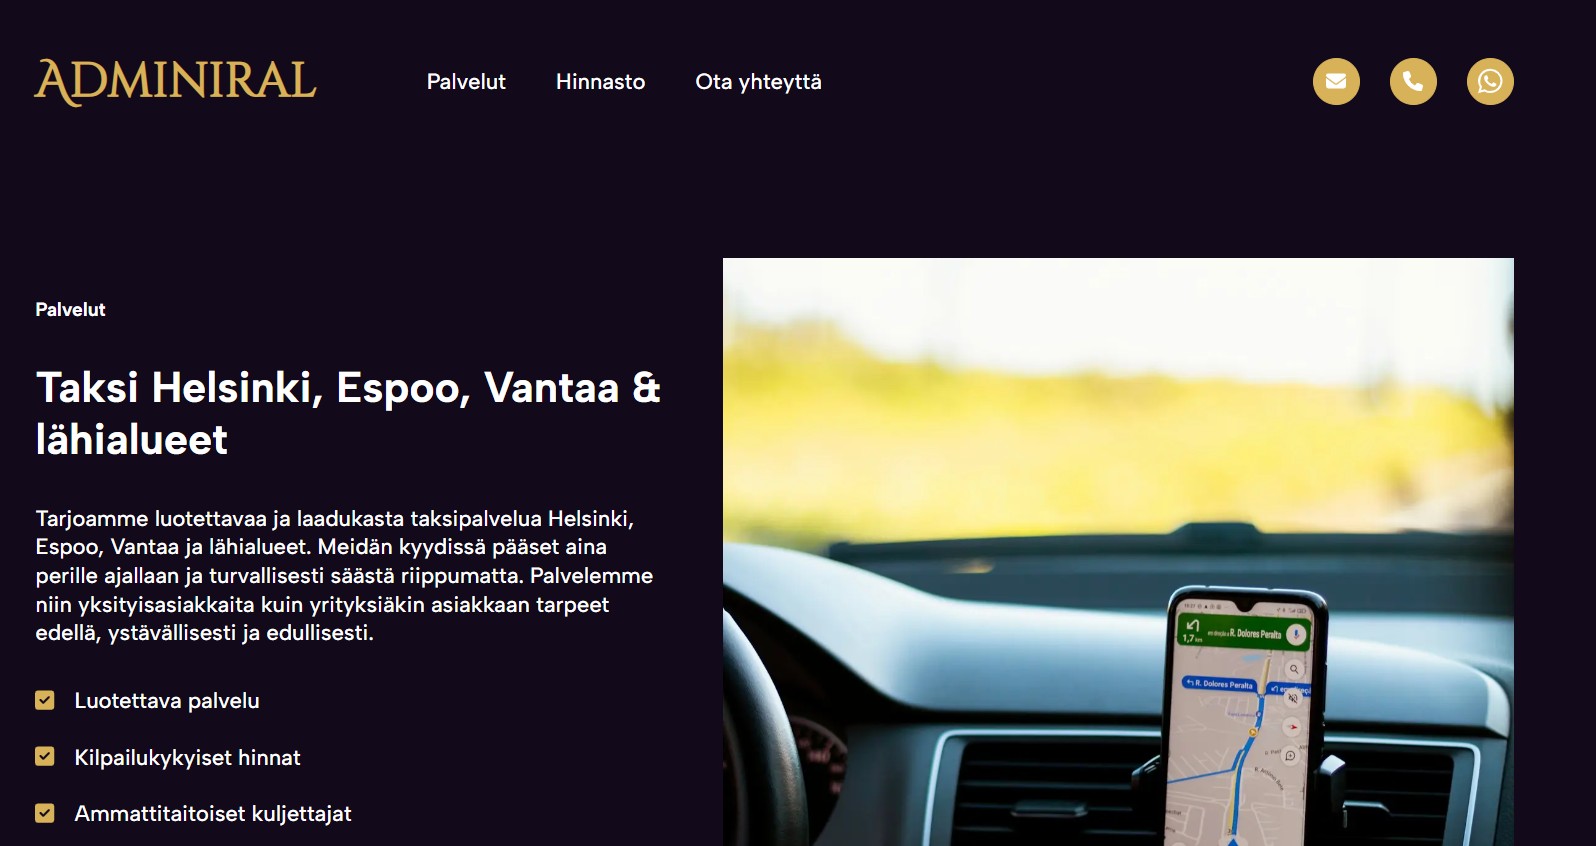 ADMINIRAL
Palvelut
Hinnasto
Ota yhteyttä
Palvelut
Taksi Helsinki, Espoo, Vantaa &
lähialueet
Tarjoamme luotettavaa ja laadukasta taksipalvelua Helsinki,
Espoo, Vantaa ja lähialueet. Meidän kyydissä pääset aina
perille ajallaan ja turvallisesti säästä riippumatta. Palvelemme
niin yksityisasiakkaita kuin yrityksiäkin asiakkaan tarpeet
edellä, ystävällisesti ja edullisesti.
Luotettava palvelu
Kilpailukykyiset hinnat
Ammattitaitoiset kuljettajat
1,7 km
R. Dolores Peralta
R. Dolores Peralta